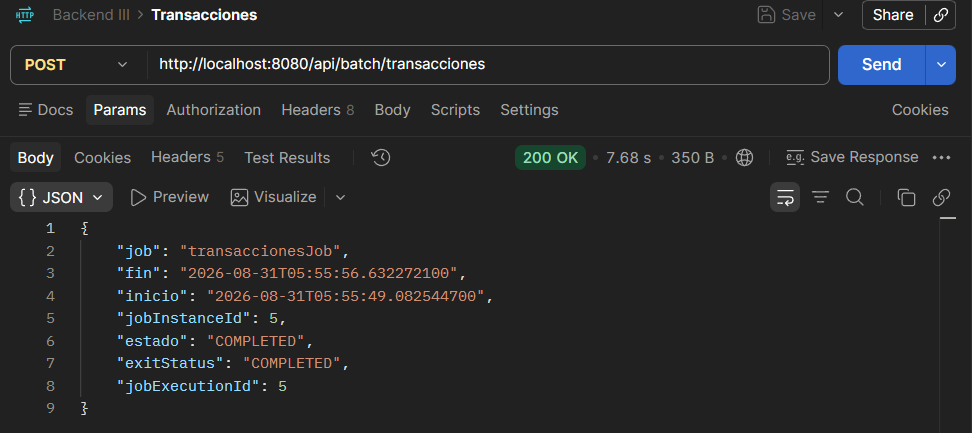 HTTP Backend III > Transacciones Save Share
POST http://localhost:8080/api/batch/transacciones Send
Docs Params Authorization Headers 8 Body Scripts Settings Cookies
Body Cookies Headers 5 Test Results 200 OK • 7.68 s • 350 B • e.g. Save Response
{} JSON Preview Visualize
1 {
2 "job": "transaccionesJob",
3 "fin": "2026-08-31T05:55:56.632272100",
4 "inicio": "2026-08-31T05:55:49.082544700",
5 "jobInstanceId": 5,
6 "estado": "COMPLETED",
7 "exitStatus": "COMPLETED",
8 "jobExecutionId": 5
9 }